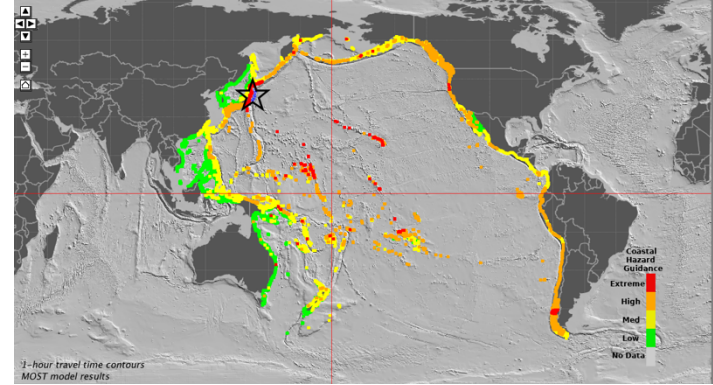 Coastal
Hazard
Guidance
Extreme
High
Med
Low
No Data
1-hour travel time contours
MOST model results